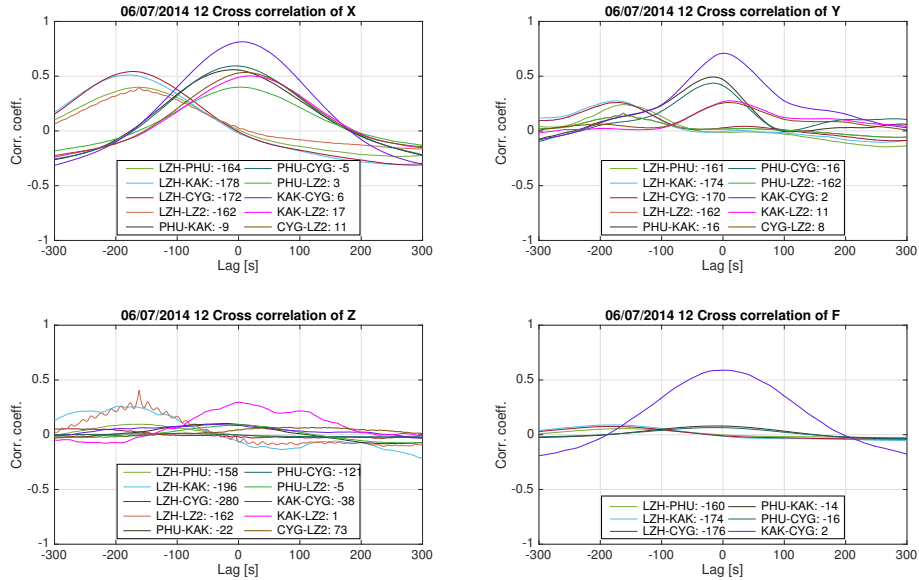 06/07/2014 12 Cross correlation of X
1
0.5
0
-0.5
-1
Corr. coeff.
LZH-PHU: -164
LZH-KAK: -178
LZH-CYG: -172
LZH-LZ2: -162
PHU-KAK: -9
PHU-CYG: -5
PHU-LZ2: 3
KAK-CYG: 6
KAK-LZ2: 17
CYG-LZ2: 11
-300 -200 -100 0 100 200 300
Lag [s]
06/07/2014 12 Cross correlation of Y
1
0.5
0
-0.5
-1
Corr. coeff.
LZH-PHU: -161
LZH-KAK: -174
LZH-CYG: -170
LZH-LZ2: -162
PHU-KAK: -16
PHU-CYG: -16
PHU-LZ2: -162
KAK-CYG: 2
KAK-LZ2: 11
CYG-LZ2: 8
-300 -200 -100 0 100 200 300
Lag [s]
06/07/2014 12 Cross correlation of Z
1
0.5
0
-0.5
-1
Corr. coeff.
LZH-PHU: -158
LZH-KAK: -196
LZH-CYG: -280
LZH-LZ2: -162
PHU-KAK: -22
PHU-CYG: -121
PHU-LZ2: -5
KAK-CYG: -38
KAK-LZ2: 1
CYG-LZ2: 73
-300 -200 -100 0 100 200 300
Lag [s]
06/07/2014 12 Cross correlation of F
1
0.5
0
-0.5
-1
Corr. coeff.
LZH-PHU: -160
LZH-KAK: -174
LZH-CYG: -176
PHU-KAK: -14
PHU-CYG: -16
KAK-CYG: 2
-300 -200 -100 0 100 200 300
Lag [s]